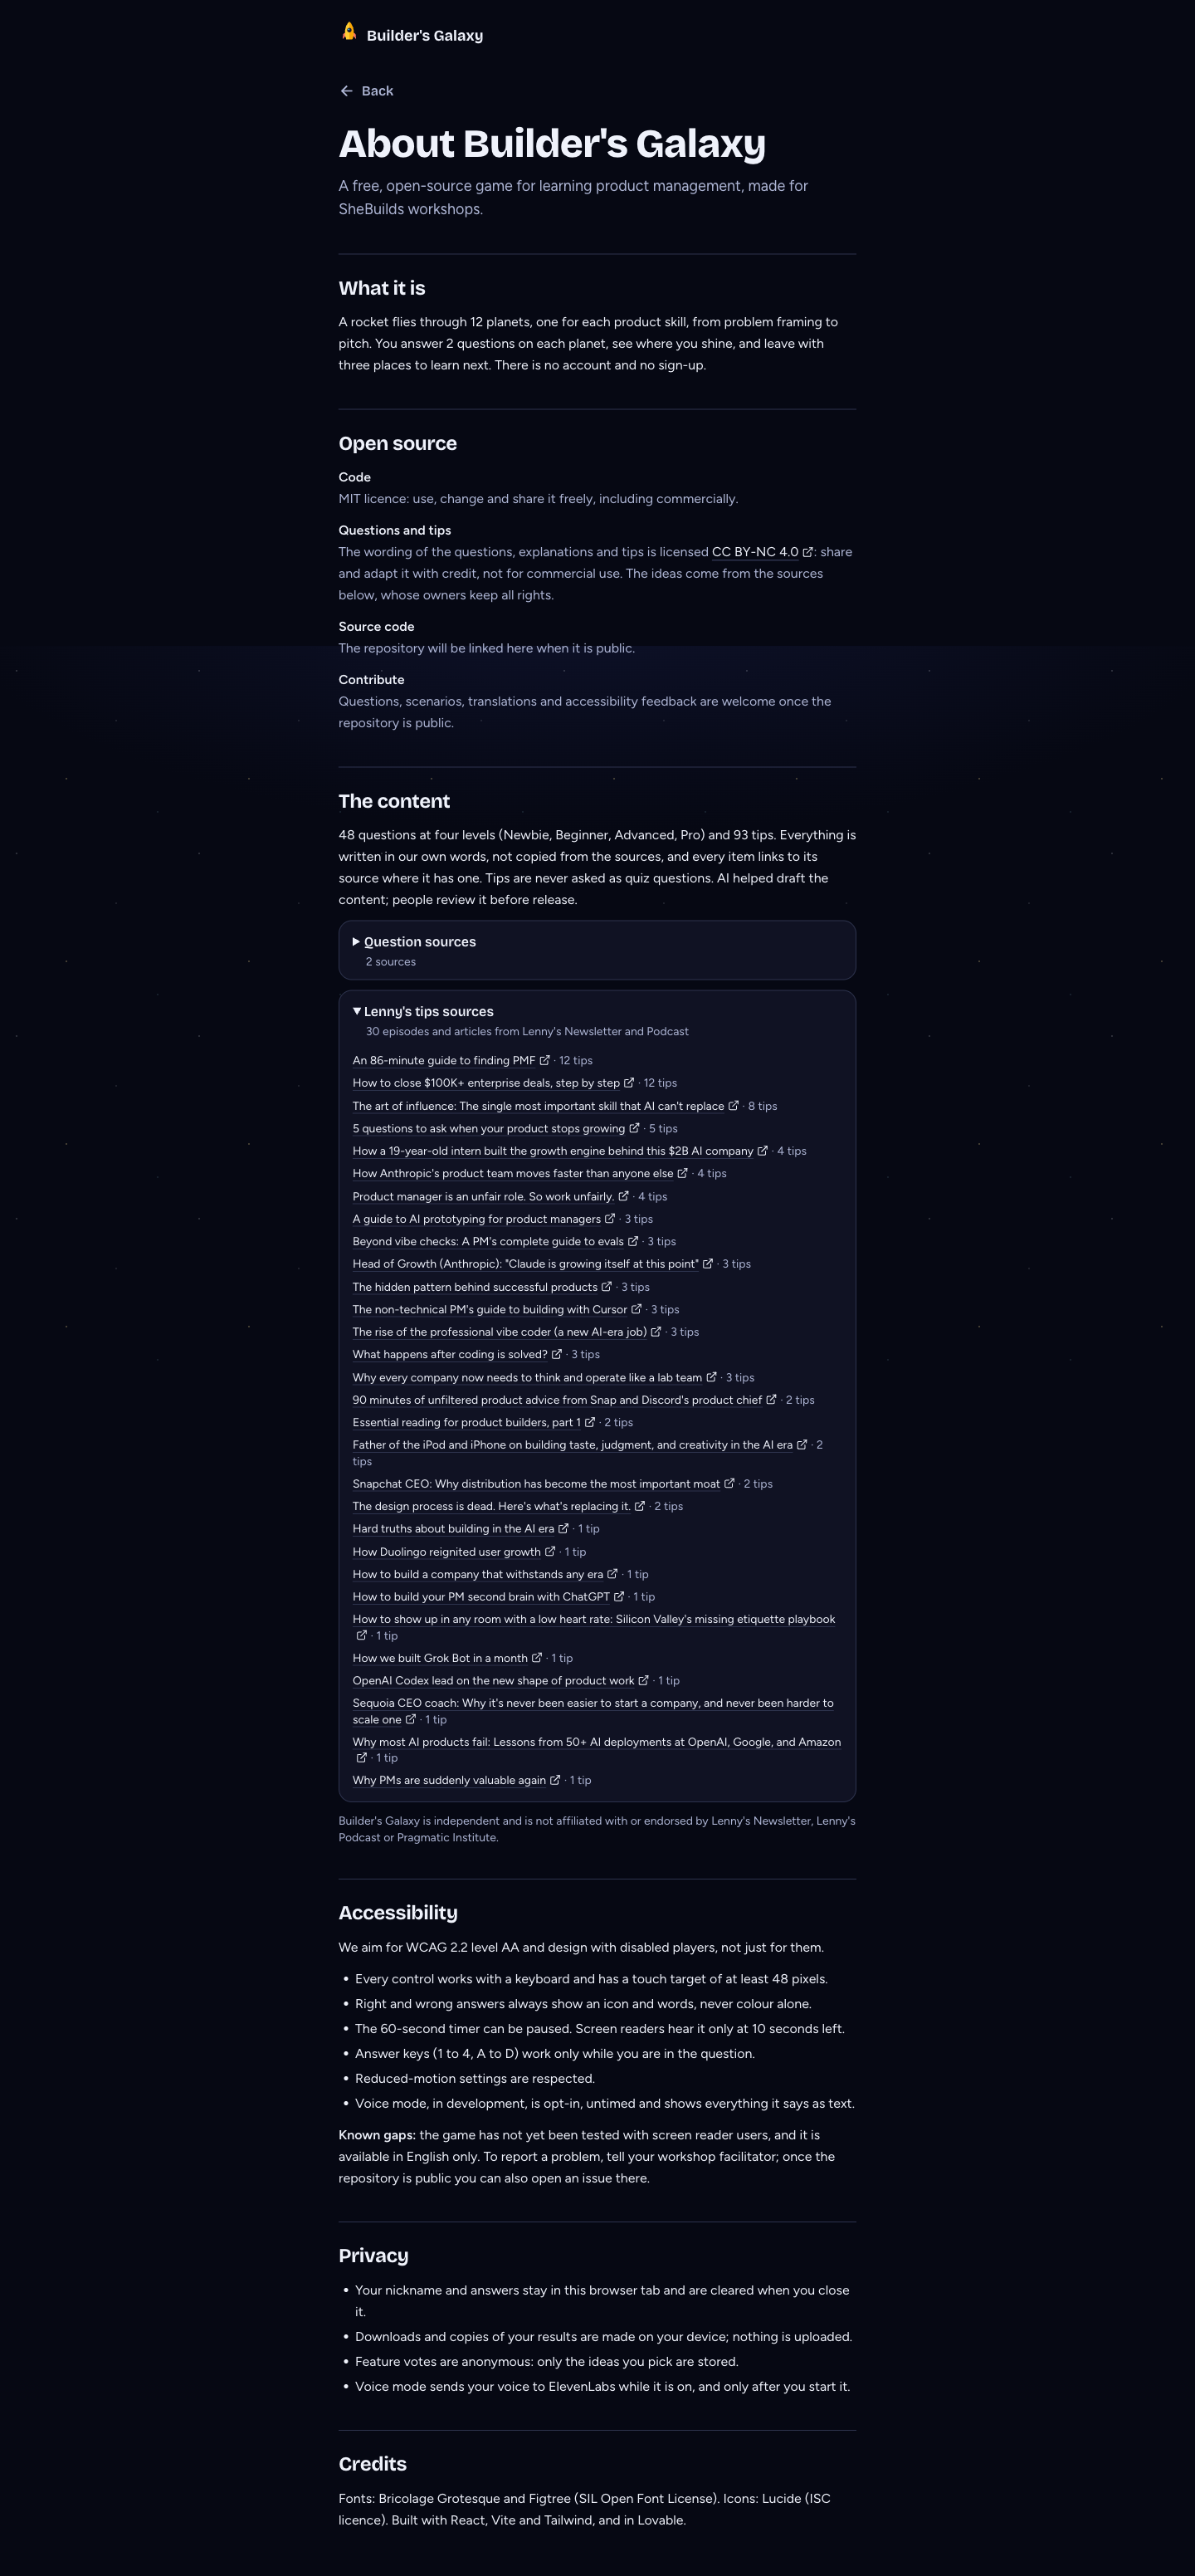 Builder's Galaxy
Back
About Builder's Galaxy
A free, open-source game for learning product management, made for
SheBuilds workshops.
What it is
A rocket flies through 12 planets, one for each product skill, from problem framing to
pitch. You answer 2 questions on each planet, see where you shine, and leave with
three places to learn next. There is no account and no sign-up.
Open source
Code
MIT licence: use, change and share it freely, including commercially.
Questions and tips
The wording of the questions, explanations and tips is licensed CC BY-NC 4.0 : share
and adapt it with credit, not for commercial use. The ideas come from the sources
below, whose owners keep all rights.
Source code
The repository will be linked here when it is public.
Contribute
Questions, scenarios, translations and accessibility feedback are welcome once the
repository is public.
The content
48 questions at four levels (Newbie, Beginner, Advanced, Pro) and 93 tips. Everything is
written in our own words, not copied from the sources, and every item links to its
source where it has one. Tips are never asked as quiz questions. AI helped draft the
content; people review it before release.
Question sources
2 sources
Lenny's tips sources
30 episodes and articles from Lenny's Newsletter and Podcast
An 86-minute guide to finding PMF · 12 tips
How to close $100K+ enterprise deals, step by step · 12 tips
The art of influence: The single most important skill that AI can't replace · 8 tips
5 questions to ask when your product stops growing · 5 tips
How a 19-year-old intern built the growth engine behind this $2B AI company · 4 tips
How Anthropic's product team moves faster than anyone else · 4 tips
Product manager is an unfair role. So work unfairly. · 4 tips
A guide to AI prototyping for product managers · 3 tips
Beyond vibe checks: A PM's complete guide to evals · 3 tips
Head of Growth (Anthropic): "Claude is growing itself at this point" · 3 tips
The hidden pattern behind successful products · 3 tips
The non-technical PM's guide to building with Cursor · 3 tips
The rise of the professional vibe coder (a new AI-era job) · 3 tips
What happens after coding is solved? · 3 tips
Why every company now needs to think and operate like a lab team · 3 tips
90 minutes of unfiltered product advice from Snap and Discord's product chief · 2 tips
Essential reading for product builders, part 1 · 2 tips
Father of the iPod and iPhone on building taste, judgment, and creativity in the AI era · 2
tips
Snapchat CEO: Why distribution has become the most important moat · 2 tips
The design process is dead. Here's what's replacing it. · 2 tips
Hard truths about building in the AI era · 1 tip
How Duolingo reignited user growth · 1 tip
How to build a company that withstands any era · 1 tip
How to build your PM second brain with ChatGPT · 1 tip
How to show up in any room with a low heart rate: Silicon Valley's missing etiquette playbook
· 1 tip
How we built Grok Bot in a month · 1 tip
OpenAI Codex lead on the new shape of product work · 1 tip
Sequoia CEO coach: Why it's never been easier to start a company, and never been harder to
scale one · 1 tip
Why most AI products fail: Lessons from 50+ AI deployments at OpenAI, Google, and Amazon
· 1 tip
Why PMs are suddenly valuable again · 1 tip
Builder's Galaxy is independent and is not affiliated with or endorsed by Lenny's Newsletter, Lenny's
Podcast or Pragmatic Institute.
Accessibility
We aim for WCAG 2.2 level AA and design with disabled players, not just for them.
• Every control works with a keyboard and has a touch target of at least 48 pixels.
• Right and wrong answers always show an icon and words, never colour alone.
• The 60-second timer can be paused. Screen readers hear it only at 10 seconds left.
• Answer keys (1 to 4, A to D) work only while you are in the question.
• Reduced-motion settings are respected.
• Voice mode, in development, is opt-in, untimed and shows everything it says as text.
Known gaps: the game has not yet been tested with screen reader users, and it is
available in English only. To report a problem, tell your workshop facilitator; once the
repository is public you can also open an issue there.
Privacy
• Your nickname and answers stay in this browser tab and are cleared when you close
it.
• Downloads and copies of your results are made on your device; nothing is uploaded.
• Feature votes are anonymous: only the ideas you pick are stored.
• Voice mode sends your voice to ElevenLabs while it is on, and only after you start it.
Credits
Fonts: Bricolage Grotesque and Figtree (SIL Open Font License). Icons: Lucide (ISC
licence). Built with React, Vite and Tailwind, and in Lovable.